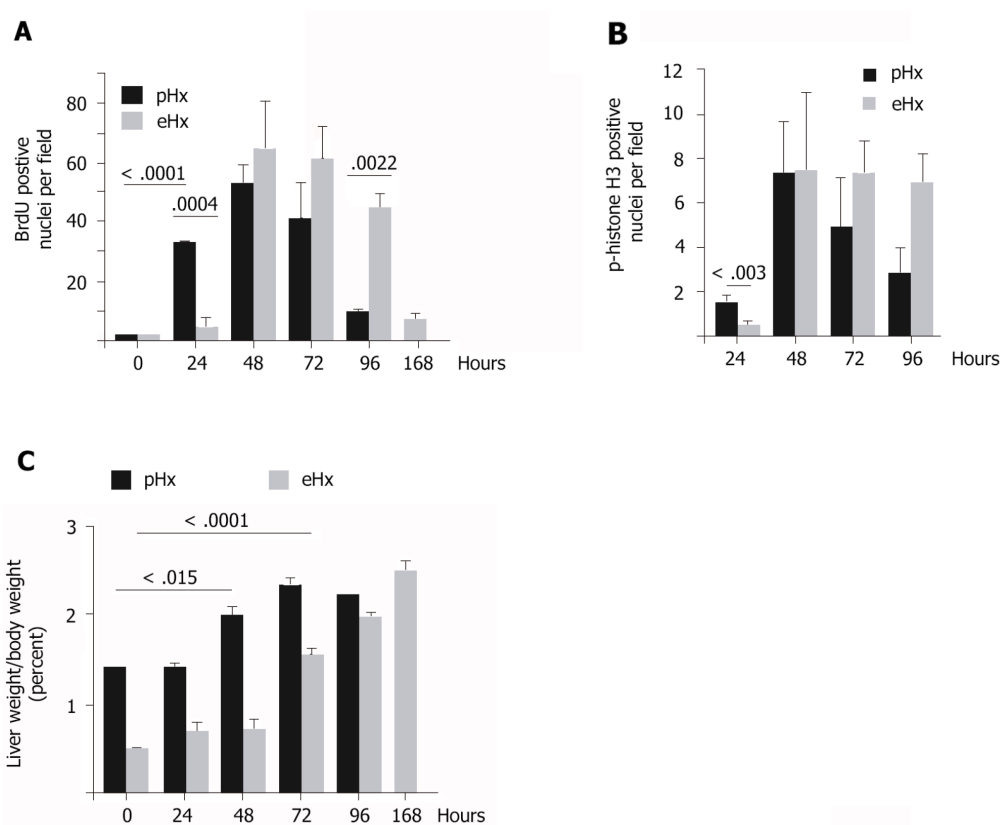 A
BrdU postive
nuclei per field
80
60
40
20
pHx
eHx
< .0001
.0004
.0022
0 24 48 72 96 168 Hours
B
p-histone H3 positive
nuclei per field
12
10
8
6
4
2
pHx
eHx
< .003
24 48 72 96 Hours
C
pHx eHx
Liver weight/body weight
(percent)
3
2
1
< .0001
< .015
0 24 48 72 96 168 Hours